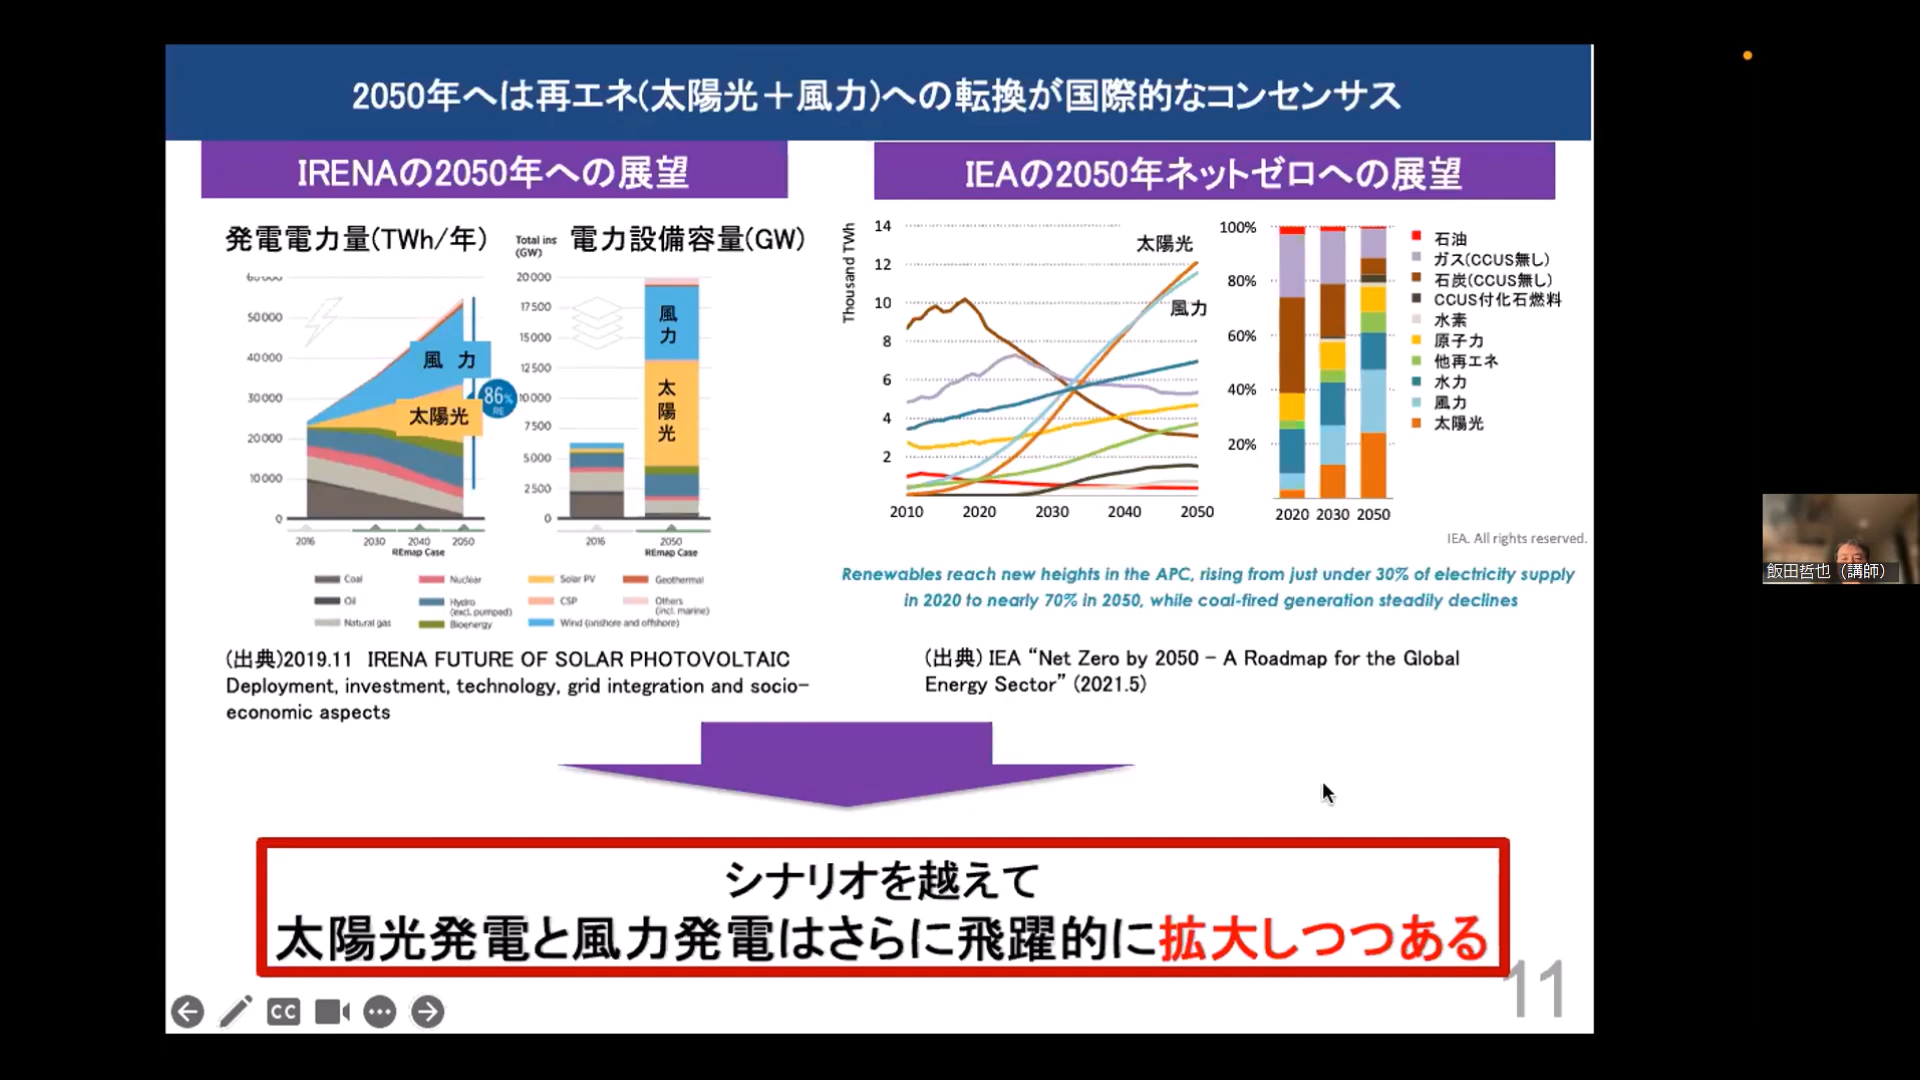 2050年へは再エネ(太陽光＋風力)への転換が国際的なコンセンサス
IRENAの2050年への展望
発電電力量(TWh/年)
Total ins
(GW)
電力設備容量(GW)
60000
50000
40000
30000
20000
10000
0
風 力
太陽光
86%
RE
2016
2030
2040
2050
REmap Case
20000
17500
15000
12500
10000
7500
5000
2500
0
風力
太陽光
2016
2050
REmap Case
Coal
Nuclear
Solar PV
Geothermal
Oil
Hydro
(excl. pumped)
CSP
Others
(incl. marine)
Natural gas
Bioenergy
Wind (onshore and offshore)
(出典)2019.11 IRENA FUTURE OF SOLAR PHOTOVOLTAIC
Deployment, investment, technology, grid integration and socio-
economic aspects
IEAの2050年ネットゼロへの展望
Thousand TWh
14
12
10
8
6
4
2
太陽光
風力
2010
2020
2030
2040
2050
100%
80%
60%
40%
20%
2020
2030
2050
石油
ガス(CCUS無し)
石炭(CCUS無し)
CCUS付化石燃料
水素
原子力
他再エネ
水力
風力
太陽光
IEA. All rights reserved.
Renewables reach new heights in the APC, rising from just under 30% of electricity supply
in 2020 to nearly 70% in 2050, while coal-fired generation steadily declines
(出典) IEA “Net Zero by 2050 – A Roadmap for the Global
Energy Sector” (2021.5)
シナリオを越えて
太陽光発電と風力発電はさらに飛躍的に拡大しつつある
11
CC
飯田哲也（講師）